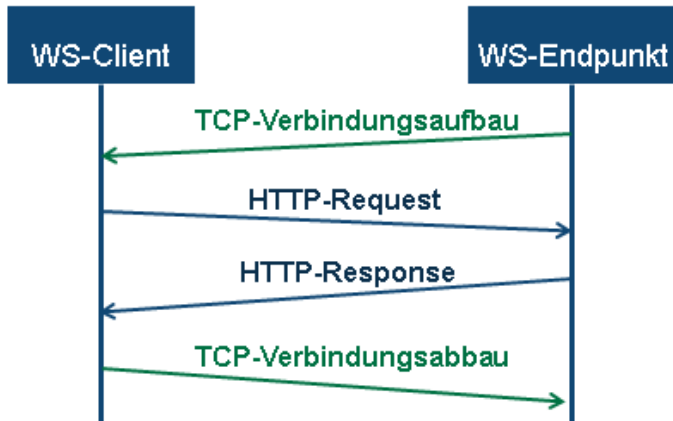 WS-Client
WS-Endpunkt
TCP-Verbindungsaufbau
HTTP-Request
HTTP-Response
TCP-Verbindungsabbau